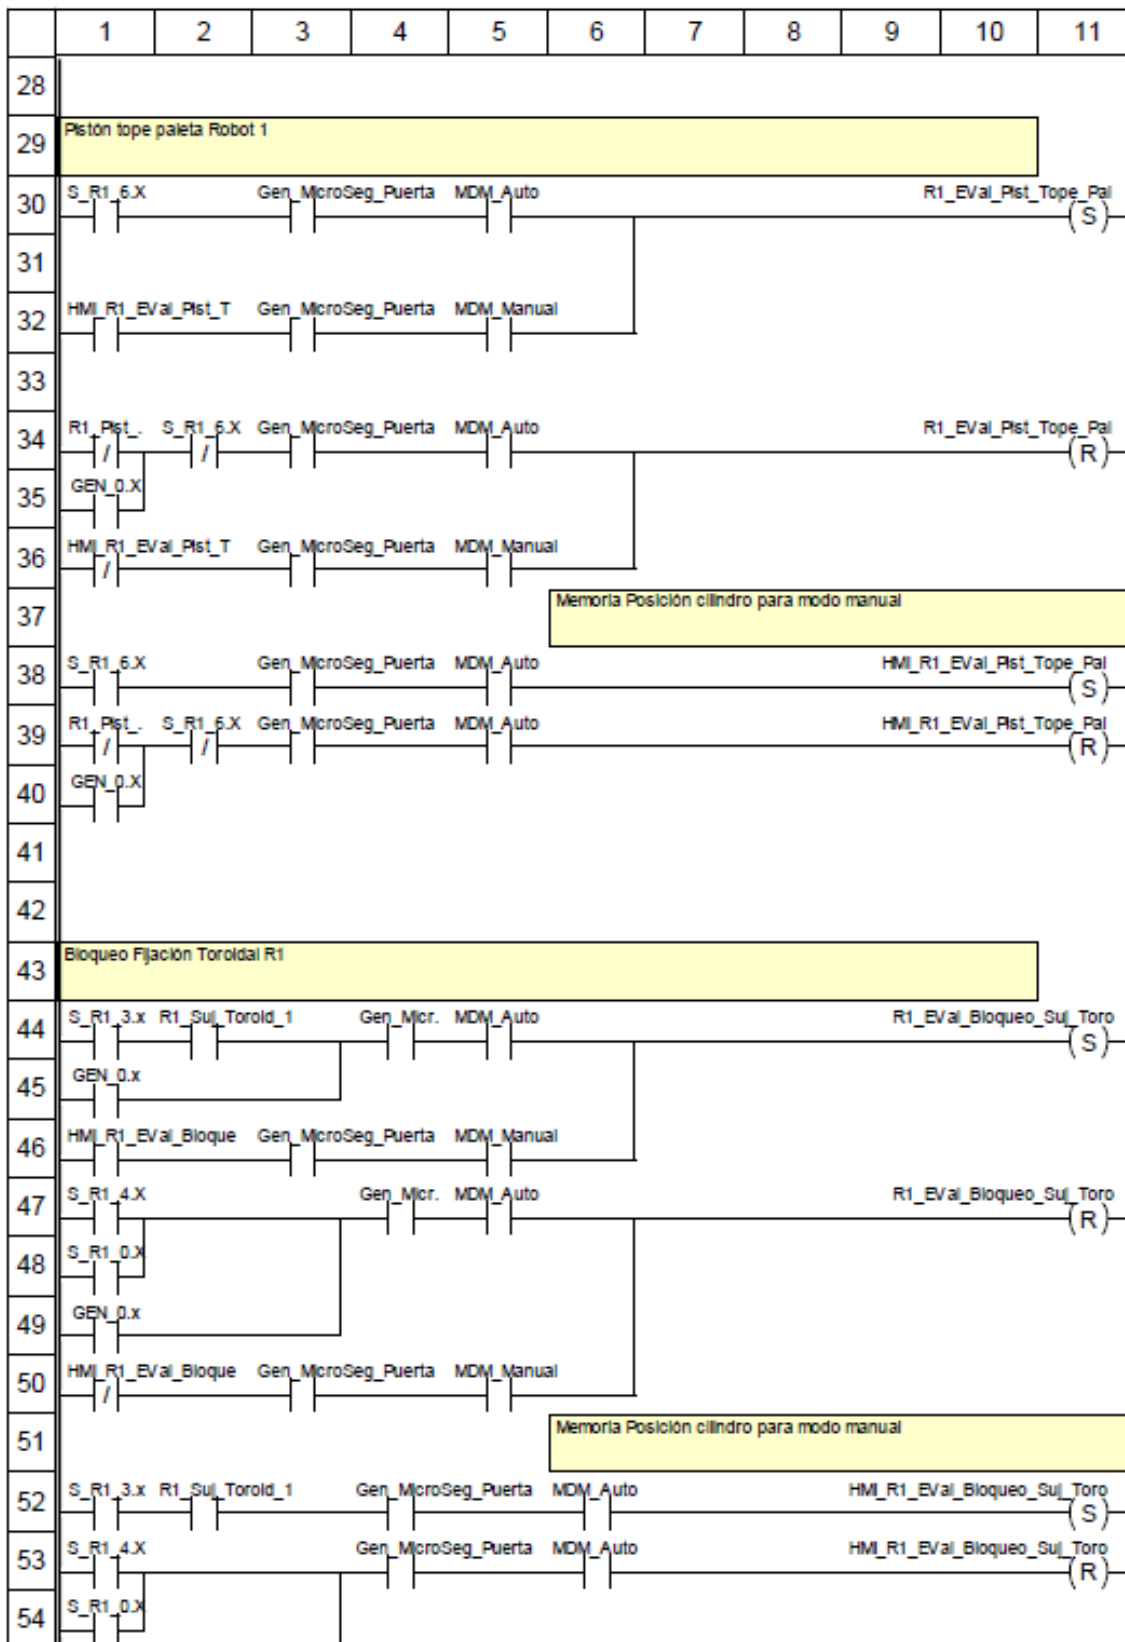 1 2 3 4 5 6 7 8 9 10 11
28
29 Pistón tope paleta Robot 1
30 S_R1_6.X Gen_MicroSeg_Puerta MDM_Auto R1_EVal_Pist_Tope_Pal
( S )
31
32 HMI_R1_EVal_Pist_T Gen_MicroSeg_Puerta MDM_Manual
33
34 R1_Pist_. S_R1_6.X Gen_MicroSeg_Puerta MDM_Auto R1_EVal_Pist_Tope_Pal
/ / ( R )
35 GEN_0.X
36 HMI_R1_EVal_Pist_T Gen_MicroSeg_Puerta MDM_Manual
/
37 Memoria Posición cilindro para modo manual
38 S_R1_6.X Gen_MicroSeg_Puerta MDM_Auto HMI_R1_EVal_Pist_Tope_Pal
( S )
39 R1_Pist_. S_R1_6.X Gen_MicroSeg_Puerta MDM_Auto HMI_R1_EVal_Pist_Tope_Pal
/ / ( R )
40 GEN_0.X
41
42
43 Bloqueo Fijación Toroidal R1
44 S_R1_3.x R1_Suj_Toroid_1 Gen_Micr. MDM_Auto R1_EVal_Bloqueo_Suj_Toro
( S )
45 GEN_0.x
46 HMI_R1_EVal_Bloque Gen_MicroSeg_Puerta MDM_Manual
47 S_R1_4.X Gen_Micr. MDM_Auto R1_EVal_Bloqueo_Suj_Toro
( R )
48 S_R1_0.X
49 GEN_0.x
50 HMI_R1_EVal_Bloque Gen_MicroSeg_Puerta MDM_Manual
/
51 Memoria Posición cilindro para modo manual
52 S_R1_3.x R1_Suj_Toroid_1 Gen_MicroSeg_Puerta MDM_Auto HMI_R1_EVal_Bloqueo_Suj_Toro
( S )
53 S_R1_4.X Gen_MicroSeg_Puerta MDM_Auto HMI_R1_EVal_Bloqueo_Suj_Toro
( R )
54 S_R1_0.X